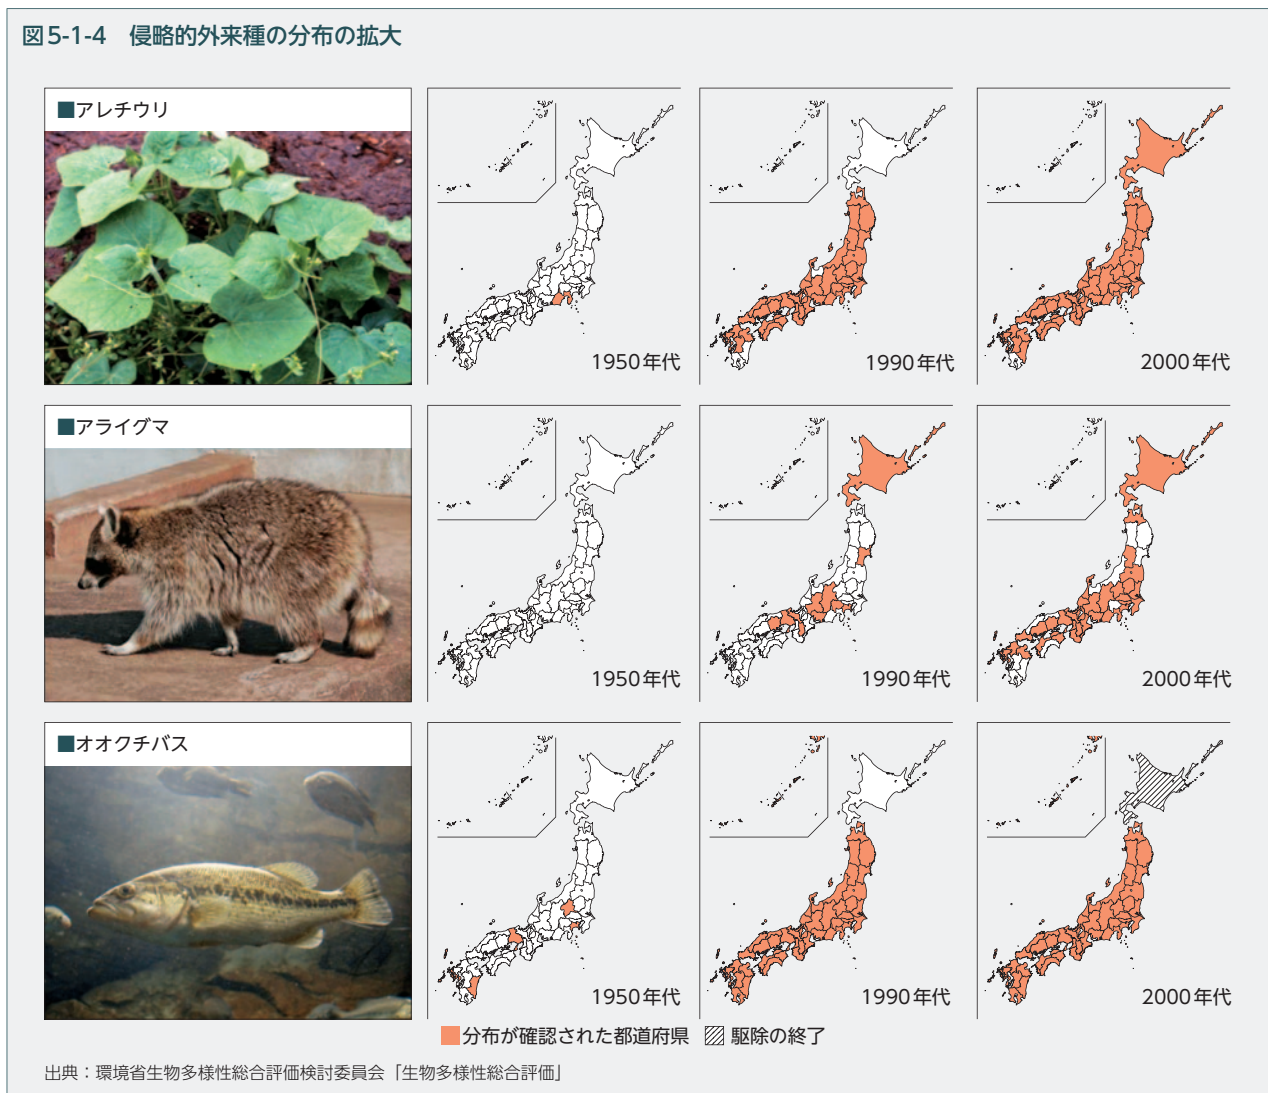 図5-1-4　侵略的外来種の分布の拡大
■アレチウリ
1950年代
1990年代
2000年代
■アライグマ
1950年代
1990年代
2000年代
■オオクチバス
1950年代
1990年代
2000年代
分布が確認された都道府県　駆除の終了
出典：環境省生物多様性総合評価検討委員会「生物多様性総合評価」